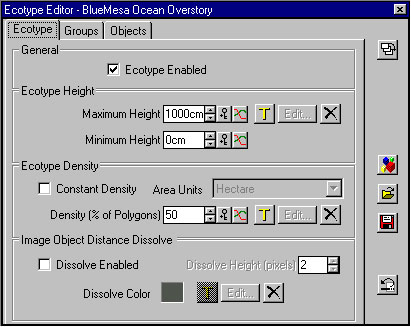 Ecotype Editor - BlueMesa Ocean Overstory
Ecotype Groups Objects
General
Ecotype Enabled
Ecotype Height
Maximum Height 1000cm T Edit...
Minimum Height 0cm
Ecotype Density
Constant Density Area Units Hectare
Density (% of Polygons) 50 T Edit...
Image Object Distance Dissolve
Dissolve Enabled Dissolve Height (pixels) 2
Dissolve Color T Edit...